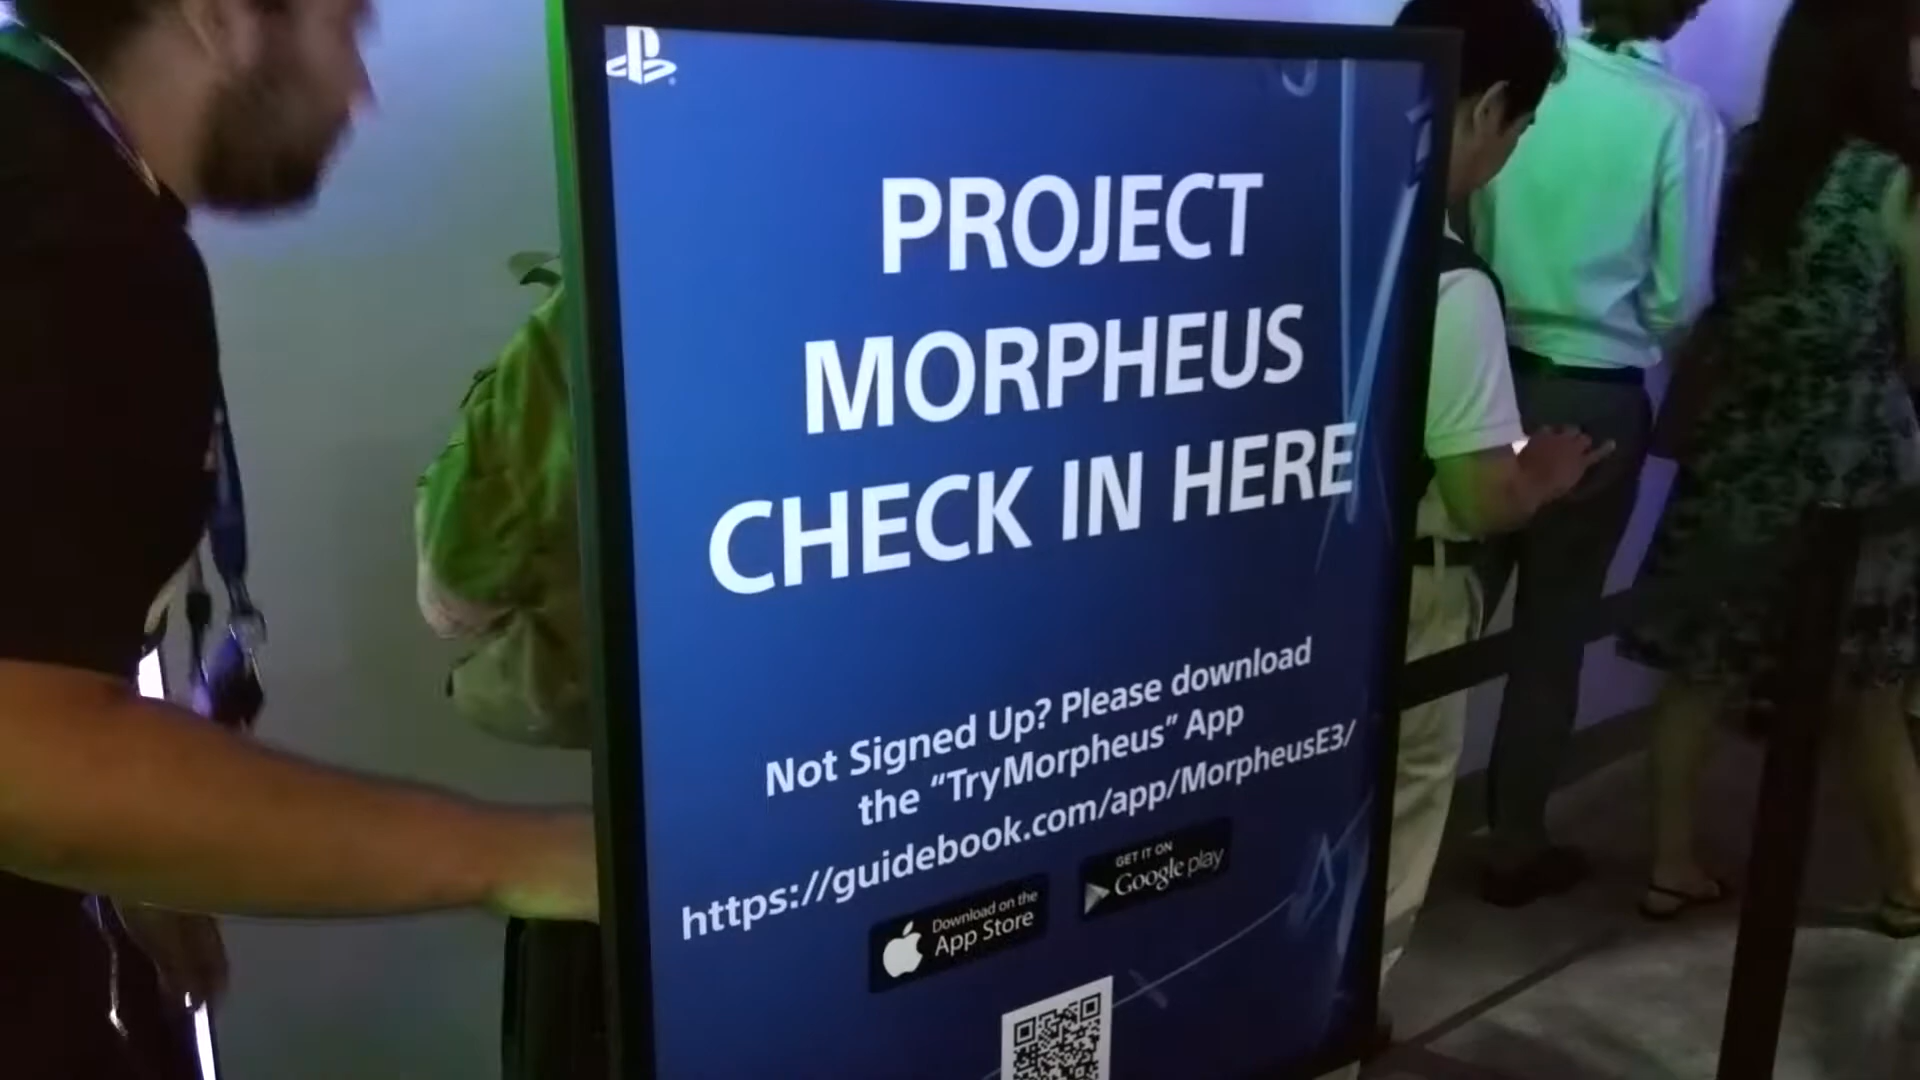 PROJECT
MORPHEUS
CHECK IN HERE
Not Signed Up? Please download
the “TryMorpheus” App
https://guidebook.com/app/MorpheusE3/
Download on the
App Store
GET IT ON
Google play